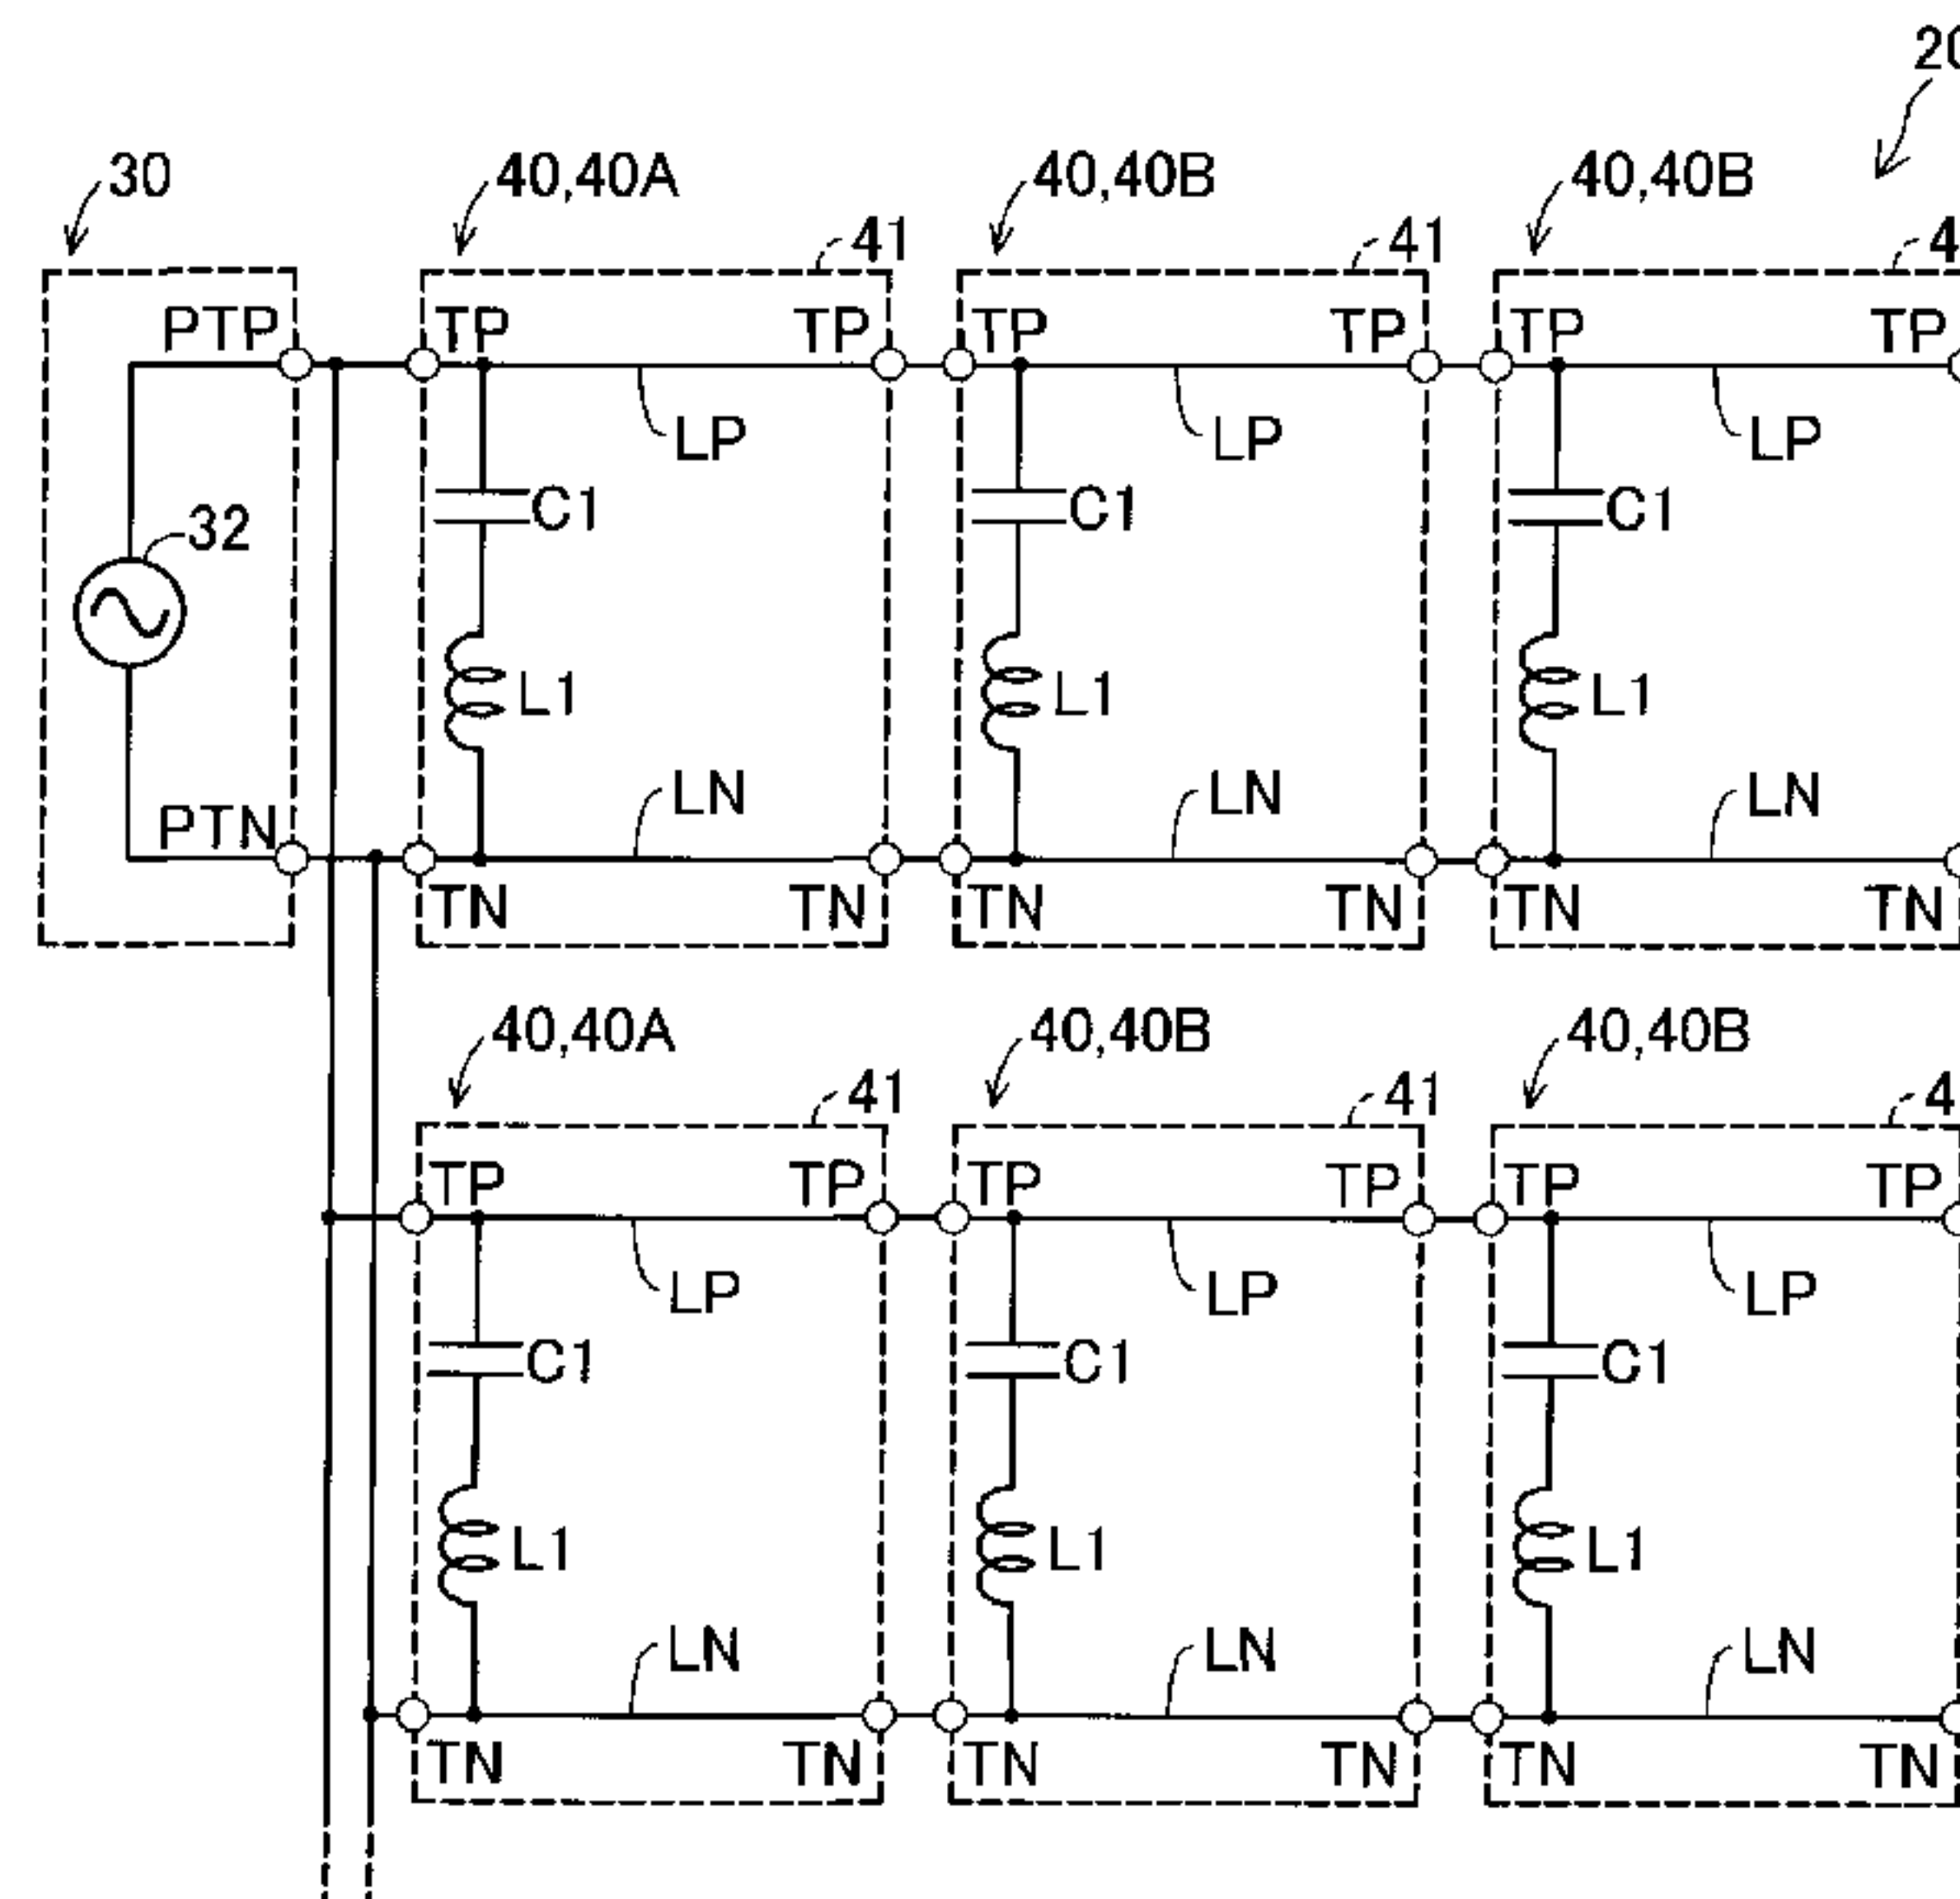 20
30 40,40A 40,40B 40,40B
41 41 4
PTP TP TP TP TP TP TP
LP LP LP
32 C1 C1 C1
L1 L1 L1
LN LN LN
PTN
TN TN TN TN TN TN
40,40A 40,40B 40,40B
41 41 4
TP TP TP TP TP TP
LP LP LP
C1 C1 C1
L1 L1 L1
LN LN LN
TN TN TN TN TN TN